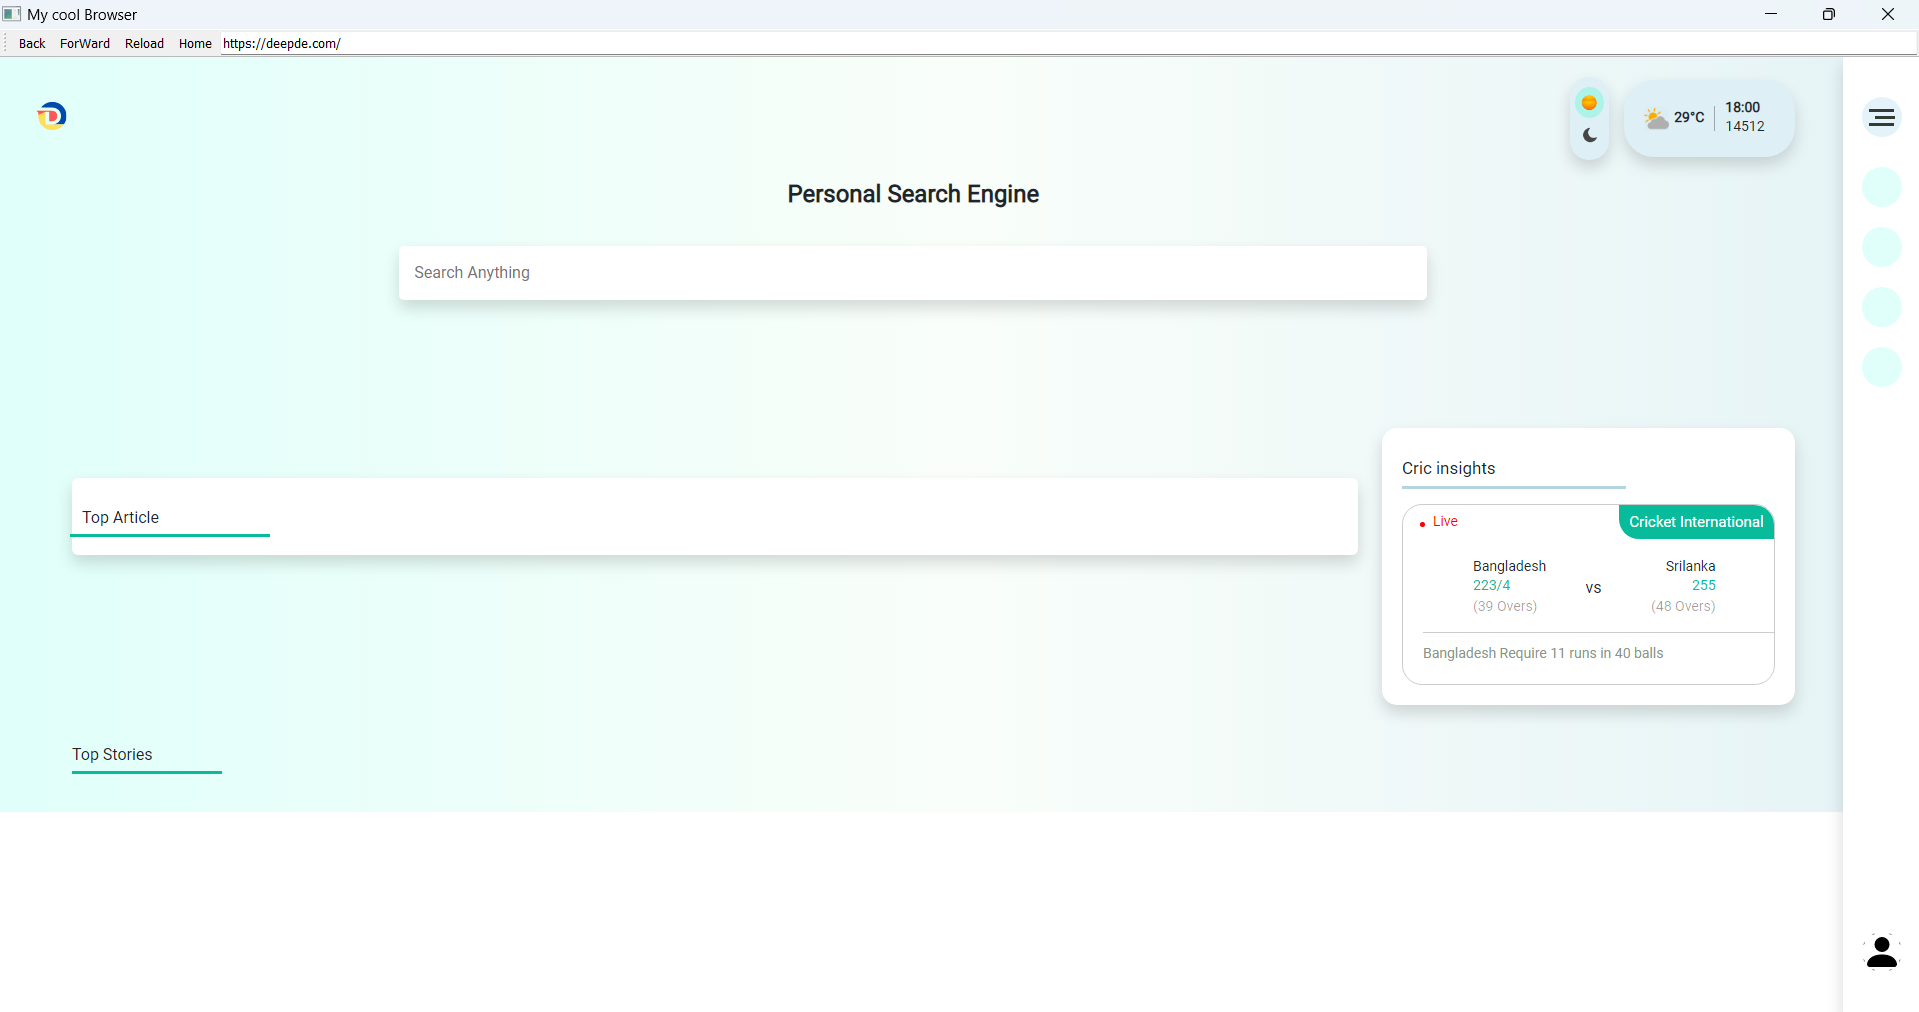 My cool Browser
Back ForWard Reload Home https://deepde.com/
29°C
18:00
14512
Personal Search Engine
Search Anything
Top Article
Cric insights
Live
Cricket International
Bangladesh
223/4
(39 Overs)
vs
Srilanka
255
(48 Overs)
Bangladesh Require 11 runs in 40 balls
Top Stories